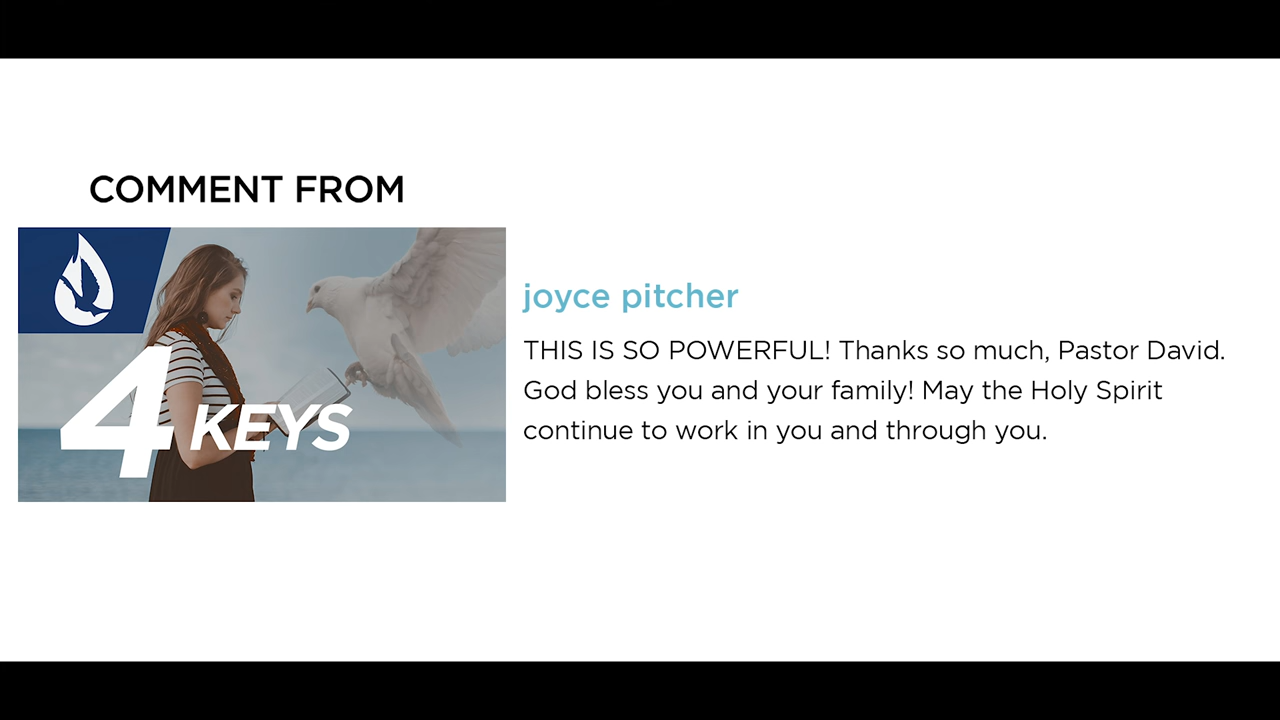 COMMENT FROM
4 KEYS
joyce pitcher
THIS IS SO POWERFUL! Thanks so much, Pastor David.
God bless you and your family! May the Holy Spirit
continue to work in you and through you.